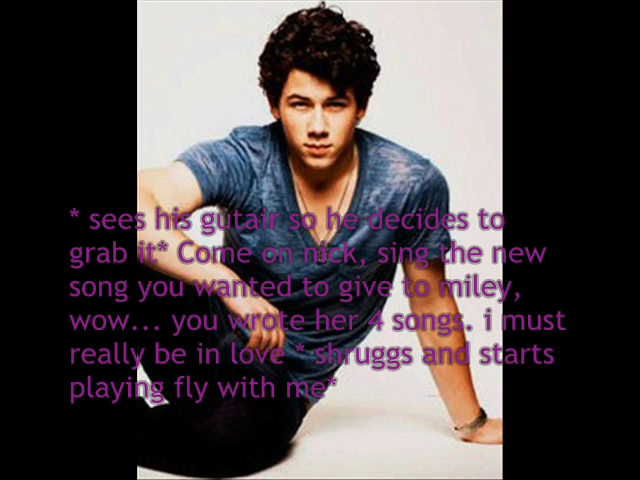 * sees his gutair so he decides to
grab it* Come on nick, sing the new
song you wanted to give to miley,
wow... you wrote her 4 songs. i must
really be in love * shruggs and starts
playing fly with me*